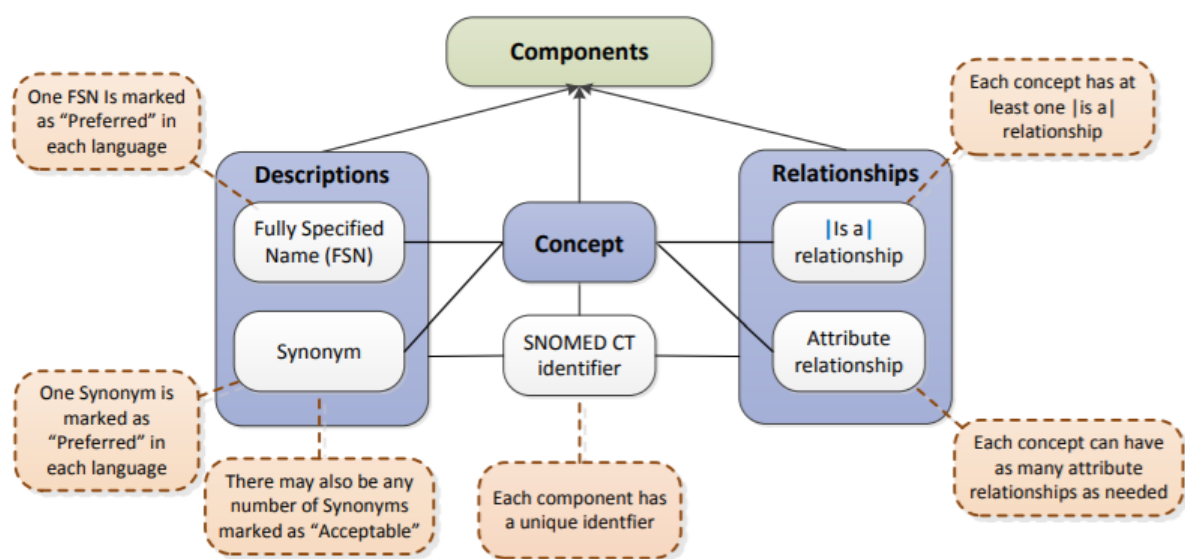 Components
One FSN Is marked
as “Preferred” in
each language
Each concept has at
least one |is a|
relationship
Descriptions
Fully Specified
Name (FSN)
Synonym
Concept
SNOMED CT
identifier
Relationships
|Is a|
relationship
Attribute
relationship
One Synonym is
marked as
“Preferred” in
each language
There may also be any
number of Synonyms
marked as “Acceptable”
Each component has
a unique identfier
Each concept can have
as many attribute
relationships as needed